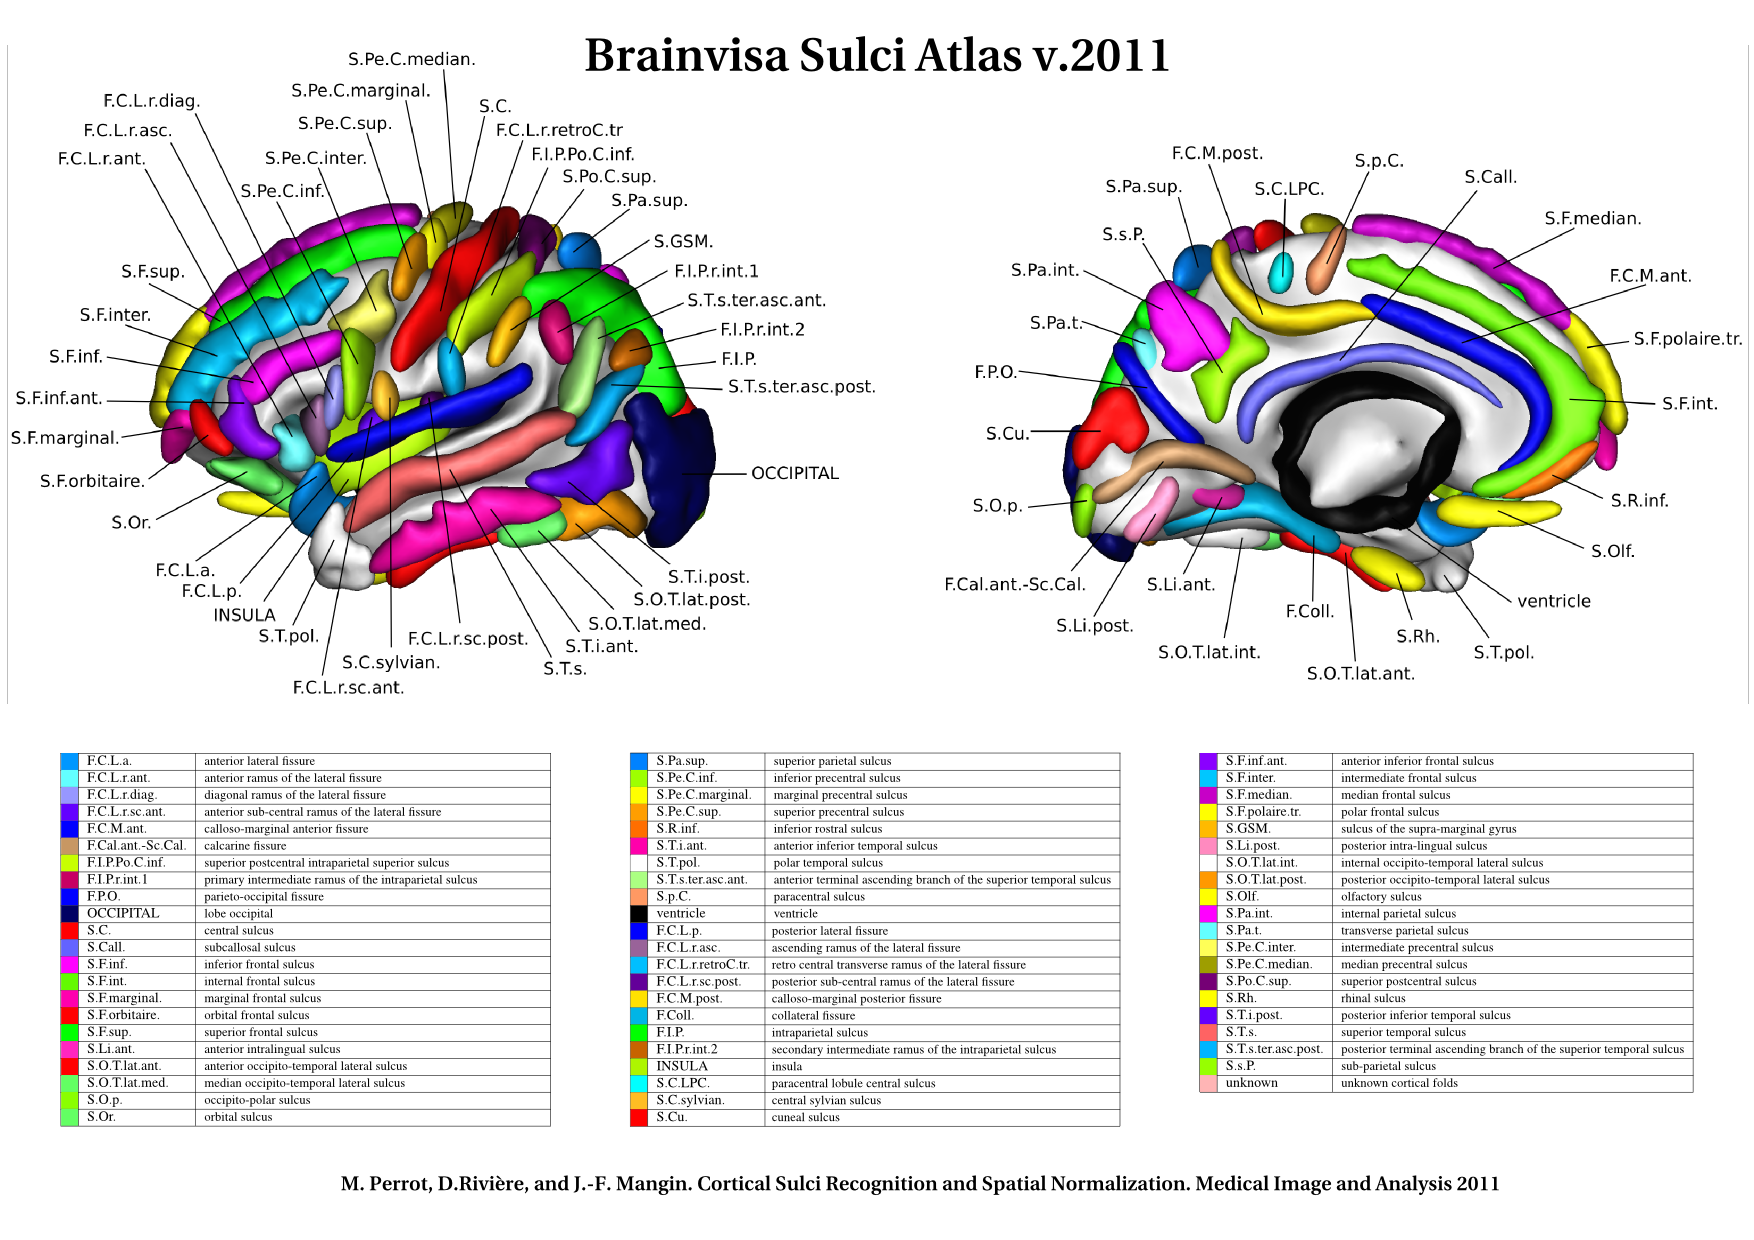 Brainvisa Sulci Atlas v.2011
S.Pe.C.median.
S.Pe.C.marginal.
F.C.L.r.diag.
S.C.
S.Pe.C.sup.
F.C.L.r.asc.
F.C.L.r.retroC.tr
F.C.L.r.ant.
S.Pe.C.inter.
F.I.P.Po.C.inf.
S.Po.C.sup.
S.Pe.C.inf.
S.Pa.sup.
S.GSM.
S.F.sup.
F.I.P.r.int.1
S.T.s.ter.asc.ant.
S.F.inter.
F.I.P.r.int.2
S.F.inf.
F.I.P.
S.T.s.ter.asc.post.
S.F.inf.ant.
S.F.marginal.
OCCIPITAL
S.F.orbitaire.
S.Or.
F.C.L.a.
S.T.i.post.
F.C.L.p.
S.O.T.lat.post.
INSULA
S.O.T.lat.med.
S.T.pol.
F.C.L.r.sc.post.
S.T.i.ant.
S.C.sylvian.
S.T.s.
F.C.L.r.sc.ant.
F.C.M.post.
S.p.C.
S.Pa.sup.
S.C.LPC.
S.Call.
S.s.P.
S.F.median.
S.Pa.int.
F.C.M.ant.
S.Pa.t.
S.F.polaire.tr.
F.P.O.
S.F.int.
S.Cu.
S.O.p.
S.R.inf.
S.Olf.
F.Cal.ant.-Sc.Cal.
S.Li.ant.
ventricle
F.Coll.
S.Li.post.
S.Rh.
S.O.T.lat.int.
S.T.pol.
S.O.T.lat.ant.
F.C.L.a. anterior lateral fissure
F.C.L.r.ant. anterior ramus of the lateral fissure
F.C.L.r.diag. diagonal ramus of the lateral fissure
F.C.L.r.sc.ant. anterior sub-central ramus of the lateral fissure
F.C.M.ant. calloso-marginal anterior fissure
F.Cal.ant.-Sc.Cal. calcarine fissure
F.I.P.Po.C.inf. superior postcentral intraparietal superior sulcus
F.I.P.r.int.1 primary intermediate ramus of the intraparietal sulcus
F.P.O. parieto-occipital fissure
OCCIPITAL lobe occipital
S.C. central sulcus
S.Call. subcallosal sulcus
S.F.inf. inferior frontal sulcus
S.F.int. internal frontal sulcus
S.F.marginal. marginal frontal sulcus
S.F.orbitaire. orbital frontal sulcus
S.F.sup. superior frontal sulcus
S.Li.ant. anterior intralingual sulcus
S.O.T.lat.ant. anterior occipito-temporal lateral sulcus
S.O.T.lat.med. median occipito-temporal lateral sulcus
S.O.p. occipito-polar sulcus
S.Or. orbital sulcus
S.Pa.sup. superior parietal sulcus
S.Pe.C.inf. inferior precentral sulcus
S.Pe.C.marginal. marginal precentral sulcus
S.Pe.C.sup. superior precentral sulcus
S.R.inf. inferior rostral sulcus
S.T.i.ant. anterior inferior temporal sulcus
S.T.pol. polar temporal sulcus
S.T.s.ter.asc.ant. anterior terminal ascending branch of the superior temporal sulcus
S.p.C. paracentral sulcus
ventricle ventricle
F.C.L.p. posterior lateral fissure
F.C.L.r.asc. ascending ramus of the lateral fissure
F.C.L.r.retroC.tr. retro central transverse ramus of the lateral fissure
F.C.L.r.sc.post. posterior sub-central ramus of the lateral fissure
F.C.M.post. calloso-marginal posterior fissure
F.Coll. collateral fissure
F.I.P. intraparietal sulcus
F.I.P.r.int.2 secondary intermediate ramus of the intraparietal sulcus
INSULA insula
S.C.LPC. paracentral lobule central sulcus
S.C.sylvian. central sylvian sulcus
S.Cu. cuneal sulcus
S.F.inf.ant. anterior inferior frontal sulcus
S.F.inter. intermediate frontal sulcus
S.F.median. median frontal sulcus
S.F.polaire.tr. polar frontal sulcus
S.GSM. sulcus of the supra-marginal gyrus
S.Li.post. posterior intra-lingual sulcus
S.O.T.lat.int. internal occipito-temporal lateral sulcus
S.O.T.lat.post. posterior occipito-temporal lateral sulcus
S.Olf. olfactory sulcus
S.Pa.int. internal parietal sulcus
S.Pa.t. transverse parietal sulcus
S.Pe.C.inter. intermediate precentral sulcus
S.Pe.C.median. median precentral sulcus
S.Po.C.sup. superior postcentral sulcus
S.Rh. rhinal sulcus
S.T.i.post. posterior inferior temporal sulcus
S.T.s. superior temporal sulcus
S.T.s.ter.asc.post. posterior terminal ascending branch of the superior temporal sulcus
S.s.P. sub-parietal sulcus
unknown unknown cortical folds
M. Perrot, D.Rivière, and J.-F. Mangin. Cortical Sulci Recognition and Spatial Normalization. Medical Image and Analysis 2011